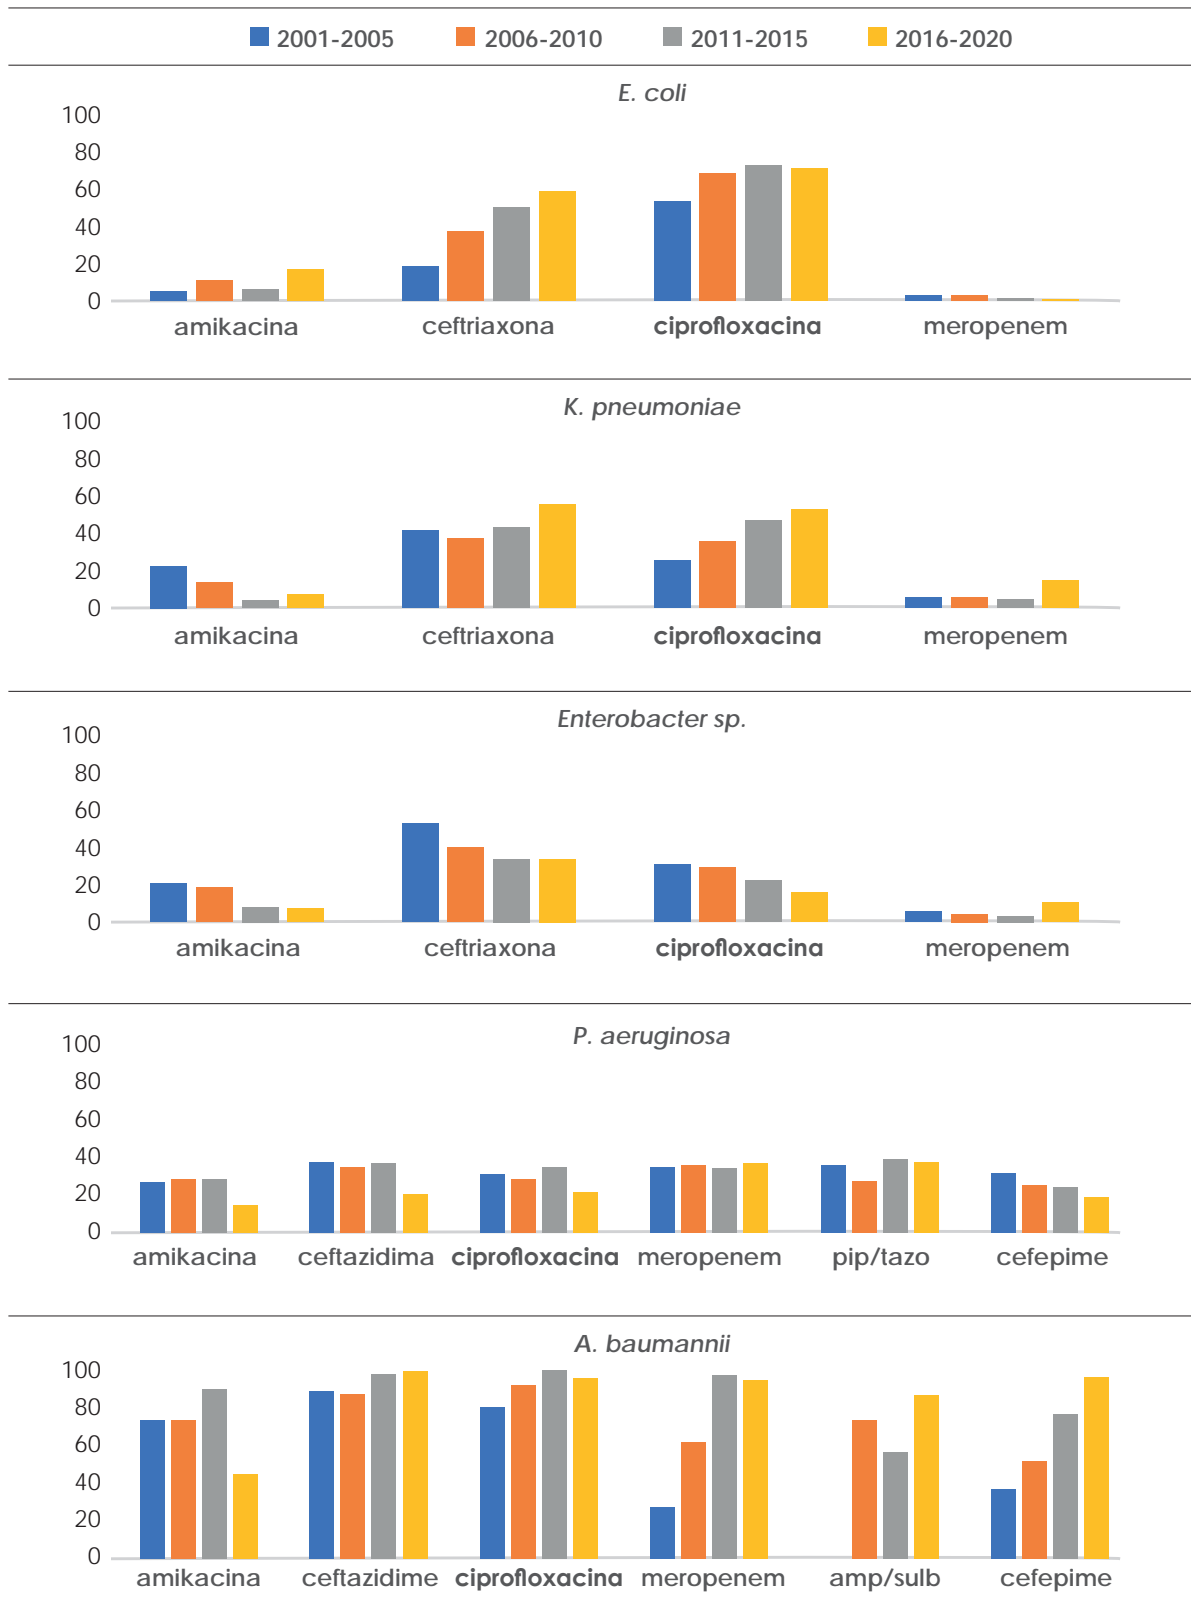 2001-2005 2006-2010 2011-2015 2016-2020
E. coli
100
80
60
40
20
0
amikacina ceftriaxona ciprofloxacina meropenem
K. pneumoniae
100
80
60
40
20
0
amikacina ceftriaxona ciprofloxacina meropenem
Enterobacter sp.
100
80
60
40
20
0
amikacina ceftriaxona ciprofloxacina meropenem
P. aeruginosa
100
80
60
40
20
0
amikacina ceftazidima ciprofloxacina meropenem pip/tazo cefepime
A. baumannii
100
80
60
40
20
0
amikacina ceftazidime ciprofloxacina meropenem amp/sulb cefepime